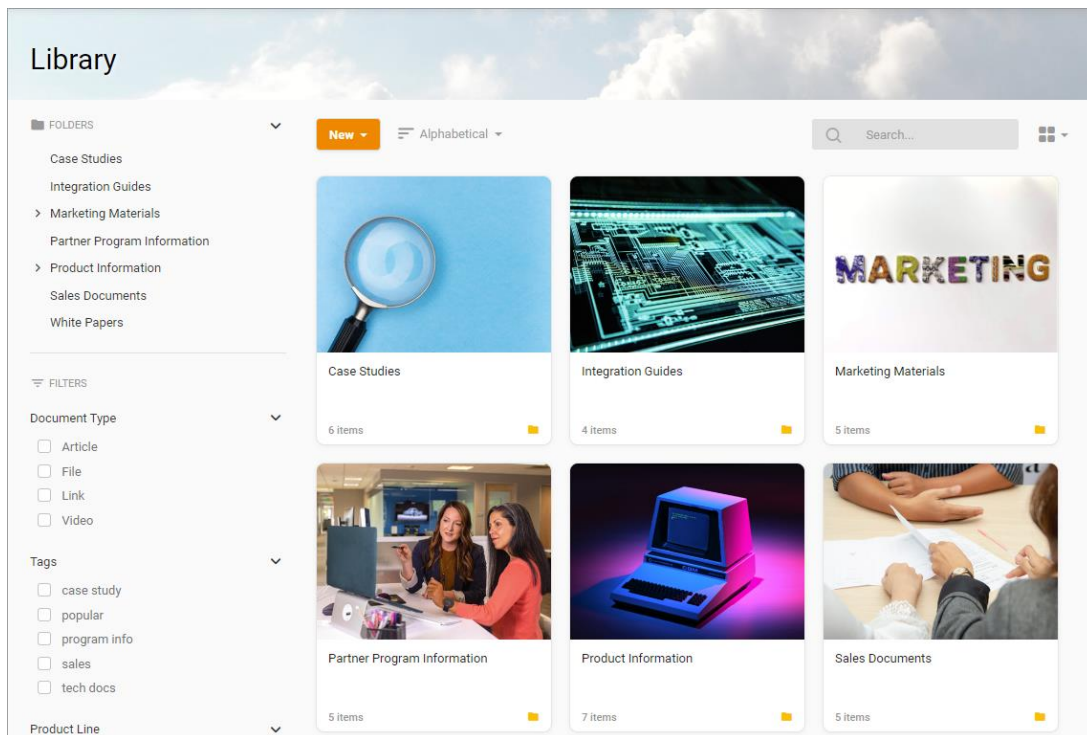 Library
FOLDERS
Case Studies
Integration Guides
Marketing Materials
Partner Program Information
Product Information
Sales Documents
White Papers
FILTERS
Document Type
Article
File
Link
Video
Tags
case study
popular
program info
sales
tech docs
Product Line
New
Alphabetical
Search...
MARKETING
Case Studies
Integration Guides
Marketing Materials
6 items
4 items
5 items
Partner Program Information
Product Information
Sales Documents
5 items
7 items
5 items